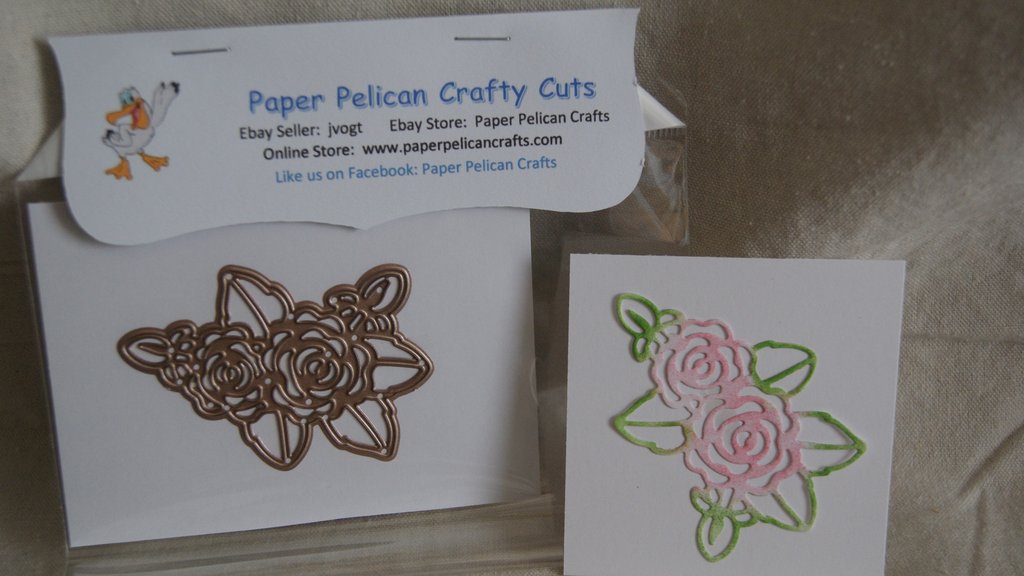 Paper Pelican Crafty Cuts
Ebay Seller: jvogt Ebay Store: Paper Pelican Crafts
Online Store: www.paperpelicancrafts.com
Like us on Facebook: Paper Pelican Crafts